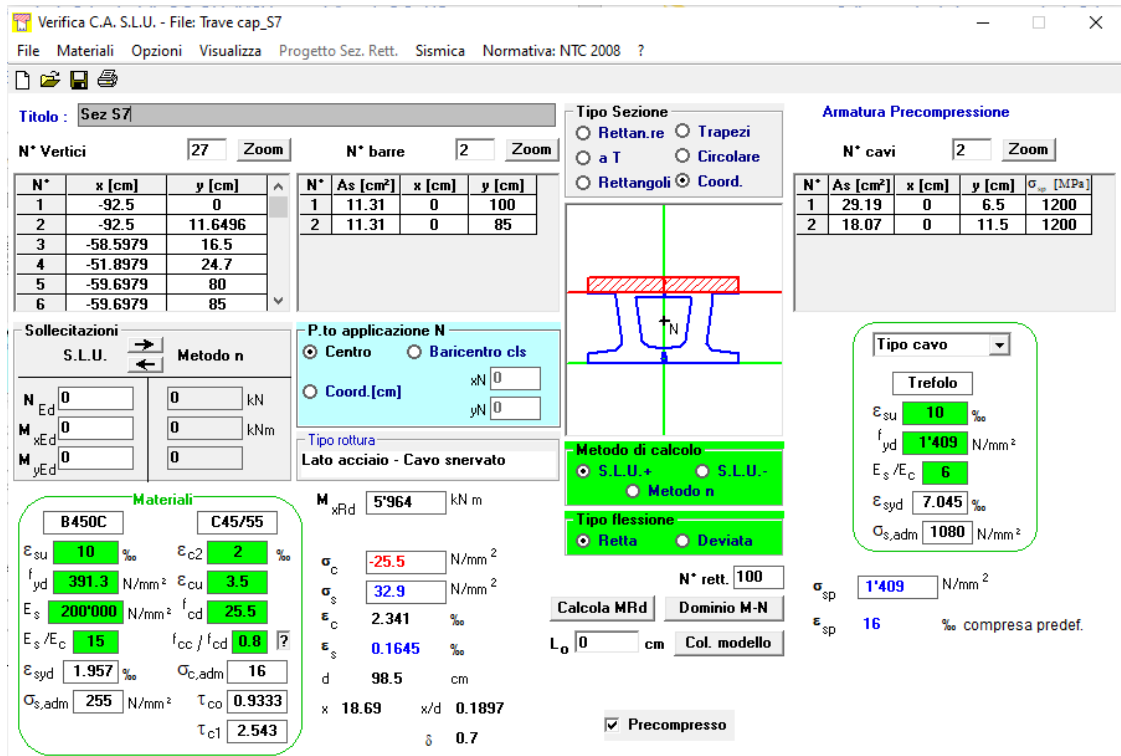 Verifica C.A. S.L.U. - File: Trave cap_S7
File Materiali Opzioni Visualizza Progetto Sez. Rett. Sismica Normativa: NTC 2008 ?
Titolo : Sez S7
N° Vertici 27 Zoom
N° barre 2 Zoom
N° x [cm] y [cm]
1 -92.5 0
2 -92.5 11.6496
3 -58.5979 16.5
4 -51.8979 24.7
5 -59.6979 80
6 -59.6979 85
N° As [cm²] x [cm] y [cm]
1 11.31 0 100
2 11.31 0 85
Tipo Sezione
Rettan.re Trapezi
a T Circolare
Rettangoli Coord.
N
Armatura Precompressione
N° cavi 2 Zoom
N° As [cm²] x [cm] y [cm] σsp [MPa]
1 29.19 0 6.5 1200
2 18.07 0 11.5 1200
Sollecitazioni
S.L.U. Metodo n
N Ed 0 0 kN
M xEd 0 0 kNm
M yEd 0 0
P.to applicazione N
Centro Baricentro cls
Coord.[cm] xN 0
yN 0
Tipo rottura
Lato acciaio - Cavo snervato
Metodo di calcolo
S.L.U.+ S.L.U.-
Metodo n
Tipo flessione
Retta Deviata
Tipo cavo
Trefolo
εsu 10 ‰
fyd 1'409 N/mm²
Es /Ec 6
εsyd 7.045 ‰
σs,adm 1080 N/mm²
Materiali
B450C C45/55
εsu 10 ‰ εc2 2 ‰
fyd 391.3 N/mm² εcu 3.5
Es 200'000 N/mm² fcd 25.5
Es /Ec 15 fcc / fcd 0.8 ?
εsyd 1.957 ‰ σc,adm 16
σs,adm 255 N/mm² τco 0.9333
τc1 2.543
M xRd 5'964 kN m
σc -25.5 N/mm²
σs 32.9 N/mm²
εc 2.341 ‰
εs 0.1645 ‰
d 98.5 cm
x 18.69 x/d 0.1897
δ 0.7
N° rett. 100
Calcola MRd Dominio M-N
Lo 0 cm Col. modello
Precompresso
σsp 1'409 N/mm²
εsp 16 ‰ compresa predef.